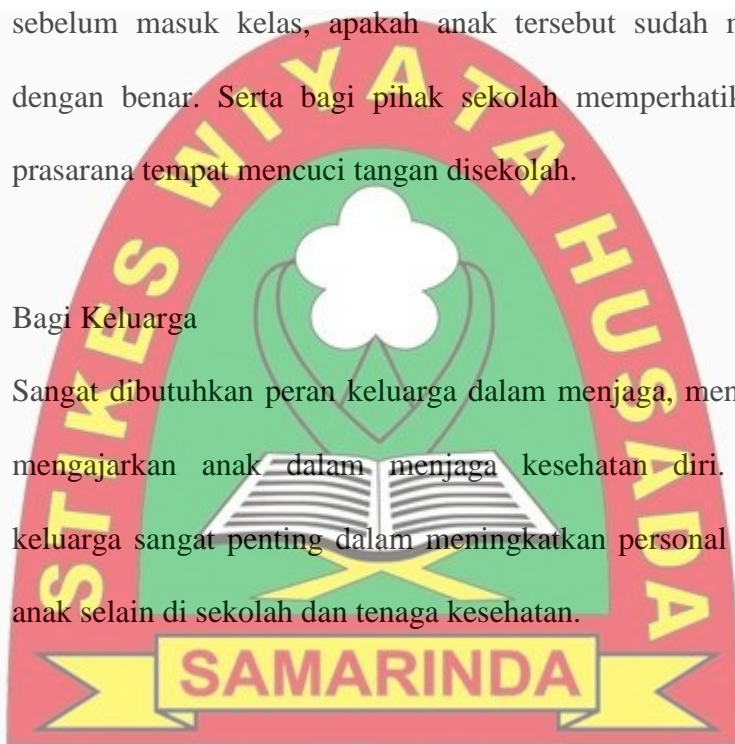 sebelum masuk kelas, apakah anak tersebut sudah
dengan benar. Serta bagi pihak sekolah
prasarana tempat mencuci tangan disekolah.
STIKES WIYATA HUSADA
Bagi Keluarga
Sangat dibutuhkan peran keluarga dalam menjaga,
mengajarkan anak dalam menjaga kesehatan diri.
keluarga sangat penting dalam meningkatkan personal
anak selain di sekolah dan tenaga kesehatan.
SAMARINDA